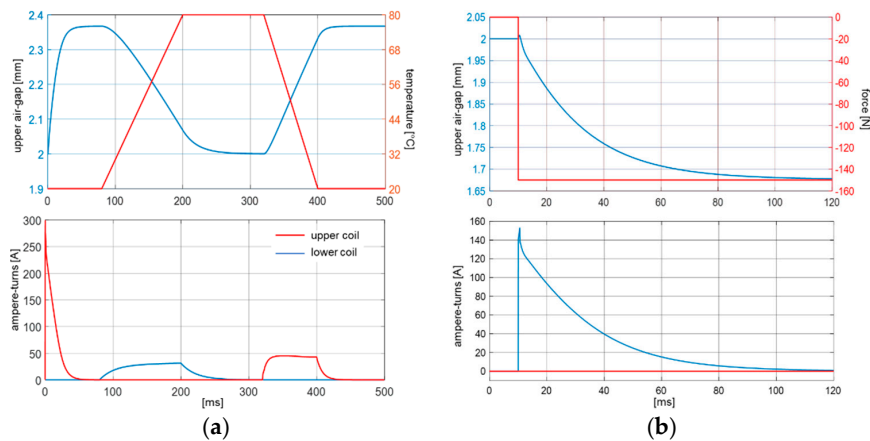 2.4
2.3
2.2
2.1
2
1.9
upper air-gap [mm]
80
68
56
44
32
20
temperature [°C]
0 100 200 300 400 500
300
250
200
150
100
50
0
ampere-turns [A]
upper coil
lower coil
0 100 200 300 400 500
[ms]
(a)
2.05
2
1.95
1.9
1.85
1.8
1.75
1.7
1.65
upper air-gap [mm]
0
-20
-40
-60
-80
-100
-120
-140
-160
force [N]
0 20 40 60 80 100 120
160
140
120
100
80
60
40
20
0
ampere-turns [A]
0 20 40 60 80 100 120
[ms]
(b)